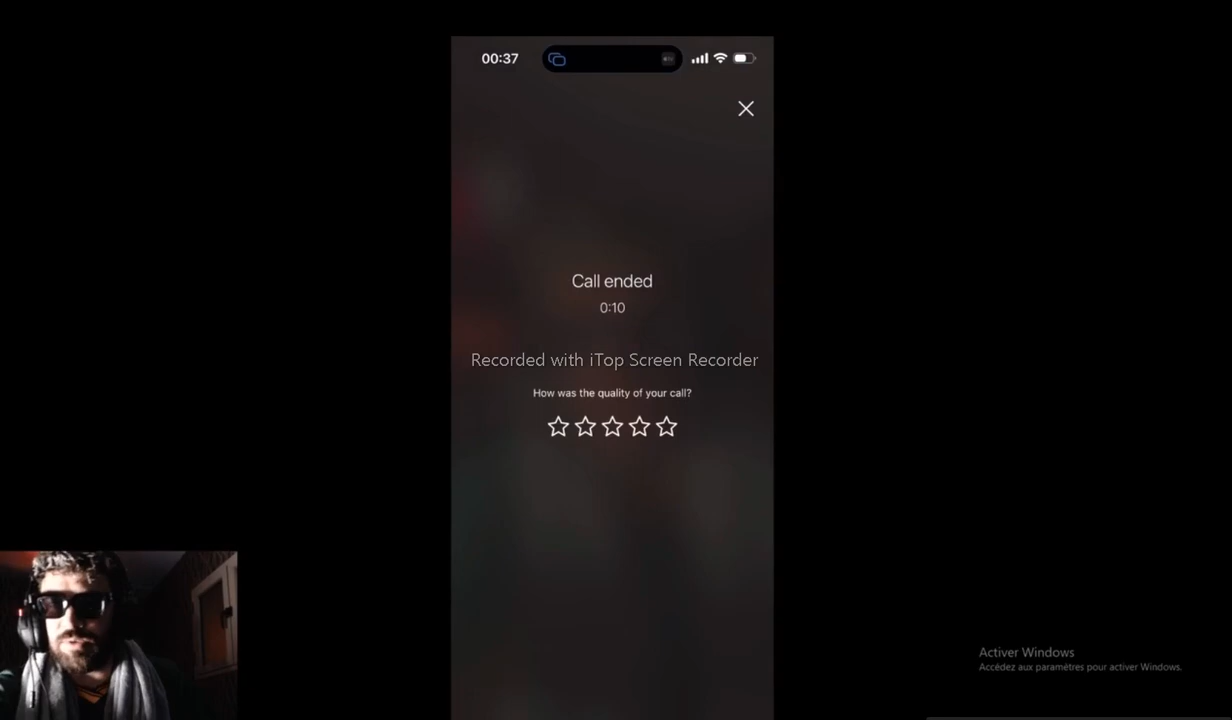 00:37
Call ended
0:10
Recorded with iTop Screen Recorder
How was the quality of your call?
Activer Windows
Accédez aux paramètres pour activer Windows.